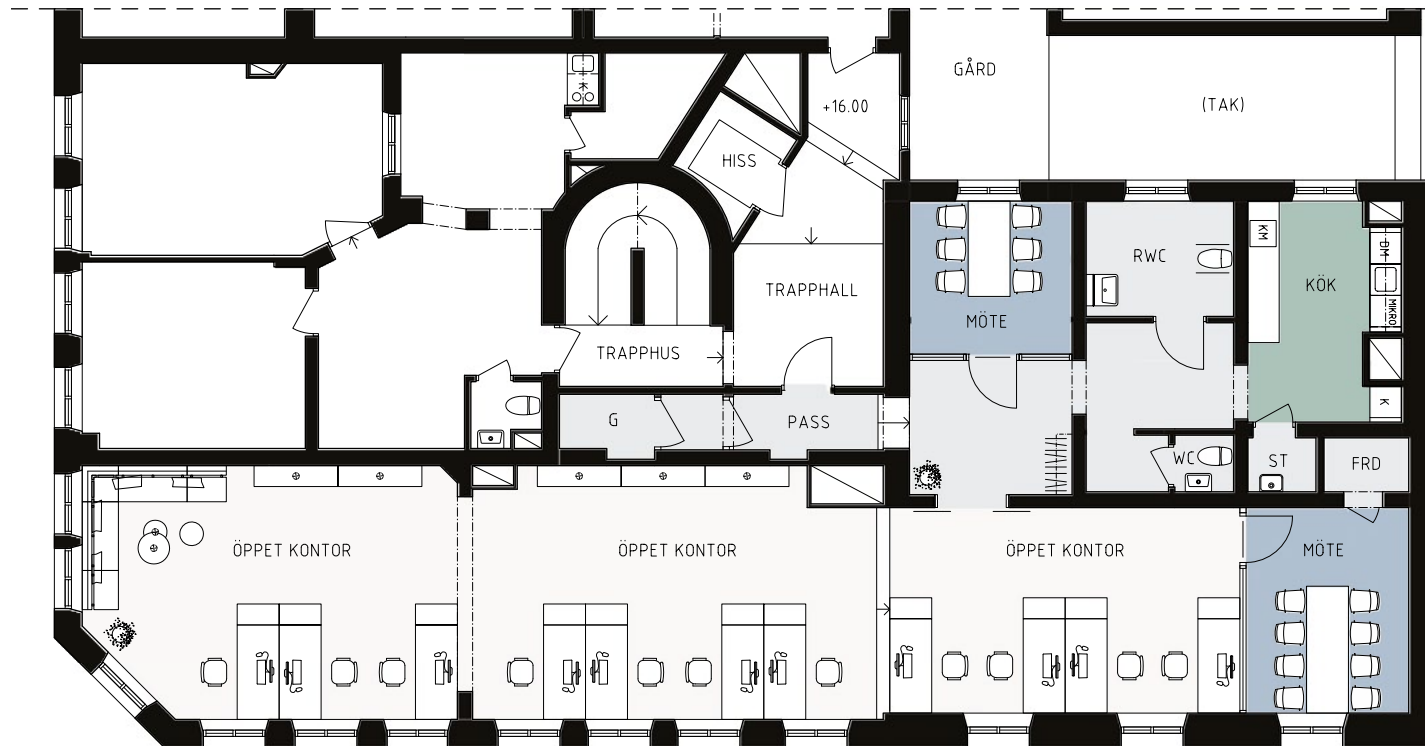 GÅRD
(TAK)
+16.00
HISS
K
KM
DM
RWC
KÖK
TRAPPHALL
MIKRO
MÖTE
TRAPPHUS
K
G
PASS
WC
ST
FRD
ÖPPET KONTOR
ÖPPET KONTOR
ÖPPET KONTOR
MÖTE